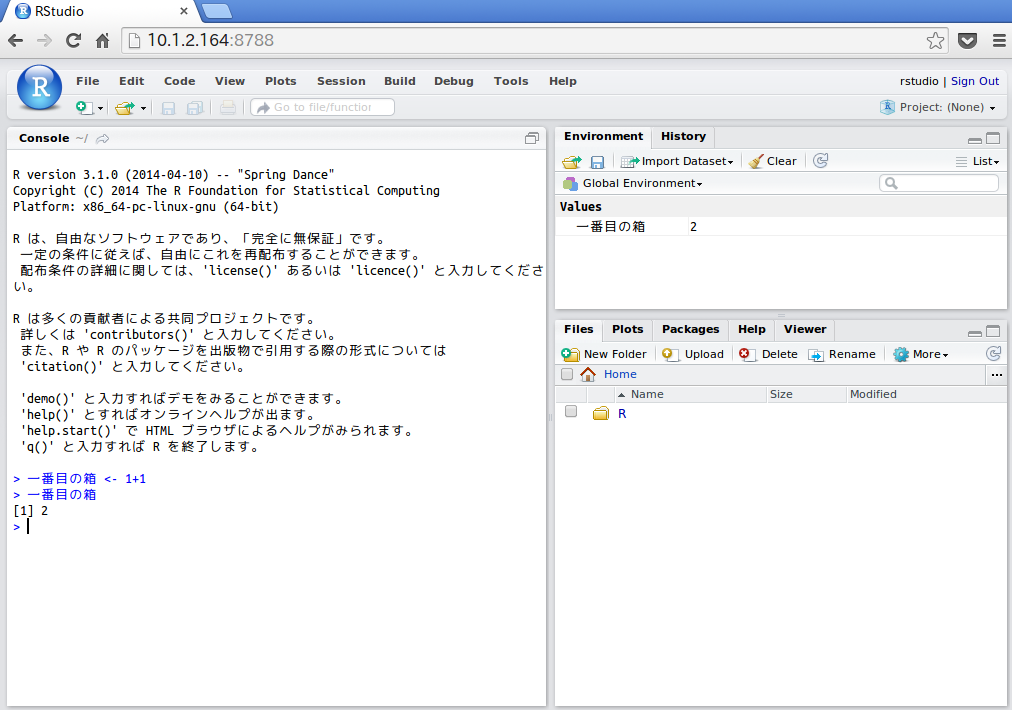 RStudio
10.1.2.164:8788
R File Edit Code View Plots Session Build Debug Tools Help rstudio | Sign Out
Go to file/function Project: (None)
Console ~/
R version 3.1.0 (2014-04-10) -- "Spring Dance"
Copyright (C) 2014 The R Foundation for Statistical Computing
Platform: x86_64-pc-linux-gnu (64-bit)
R は、自由なソフトウェアであり、「完全に無保証」です。
一定の条件に従えば、自由にこれを再配布することができます。
配布条件の詳細に関しては、'license()' あるいは 'licence()' と入力してくださ
い。
R は多くの貢献者による共同プロジェクトです。
詳しくは 'contributors()' と入力してください。
また、R や R のパッケージを出版物で引用する際の形式については
'citation()' と入力してください。
'demo()' と入力すればデモをみることができます。
'help()' とすればオンラインヘルプが出ます。
'help.start()' で HTML ブラウザによるヘルプがみられます。
'q()' と入力すれば R を終了します。
> 一番目の箱 <- 1+1
> 一番目の箱
[1] 2
>
Environment History
Import Dataset Clear List
Global Environment
Values
一番目の箱 2
Files Plots Packages Help Viewer
New Folder Upload Delete Rename More
Home ...
Name Size Modified
R